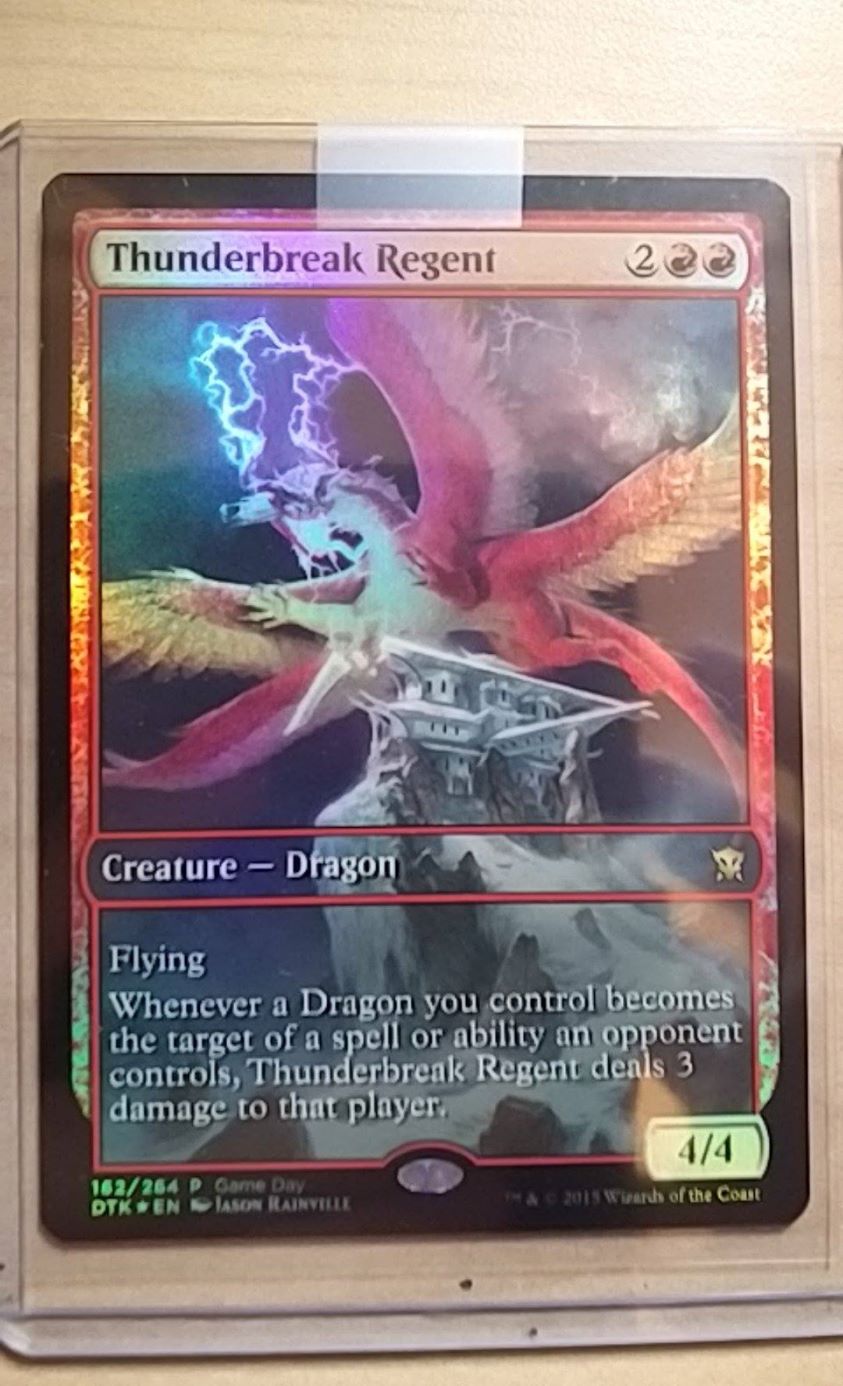 Thunderbreak Regent 2
Creature — Dragon
Flying
Whenever a Dragon you control becomes
the target of a spell or ability an opponent
controls, Thunderbreak Regent deals 3
damage to that player.
4/4
162/264 P Game Day
DTK★EN Jason Rainville
™ & © 2015 Wizards of the Coast